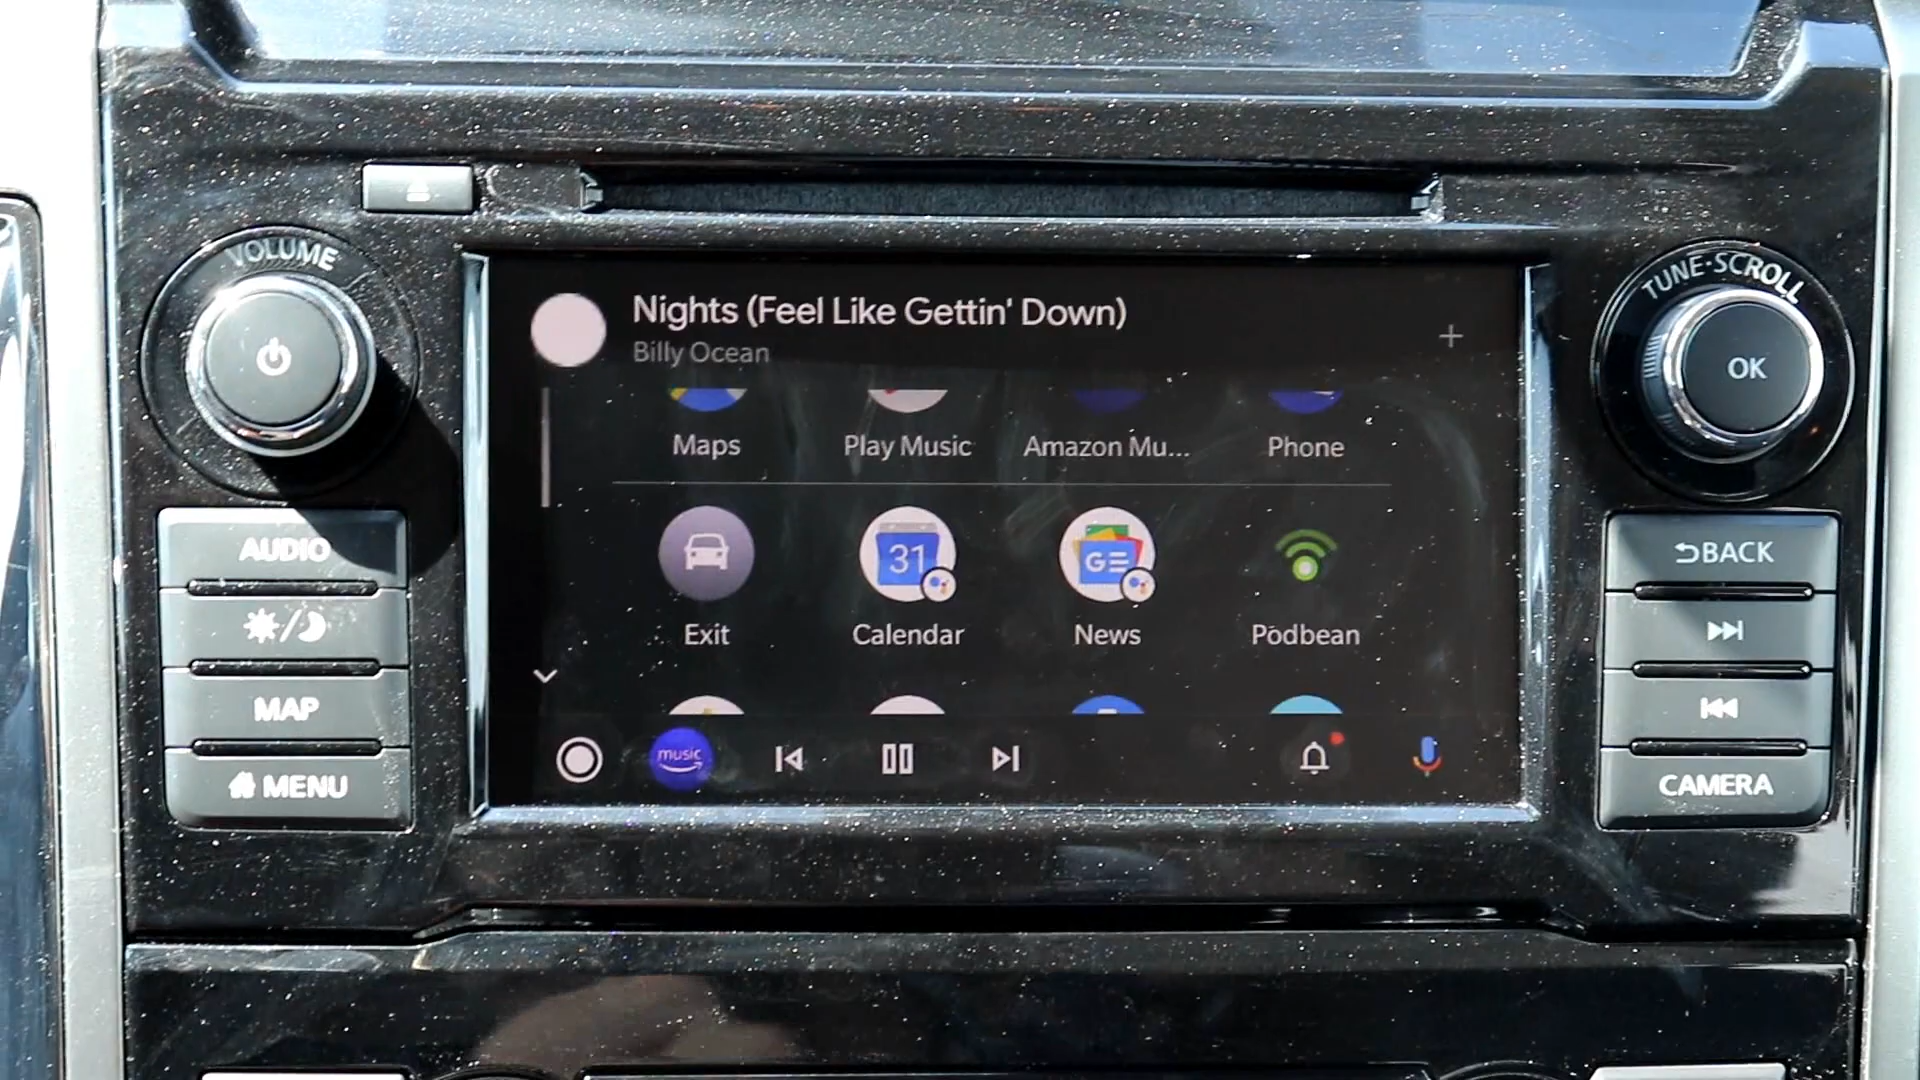 VOLUME
TUNE·SCROLL
OK
Nights (Feel Like Gettin' Down)
Billy Ocean
Maps
Play Music
Amazon Mu...
Phone
31
GE
Exit
Calendar
News
Podbean
music
AUDIO
MAP
MENU
BACK
CAMERA